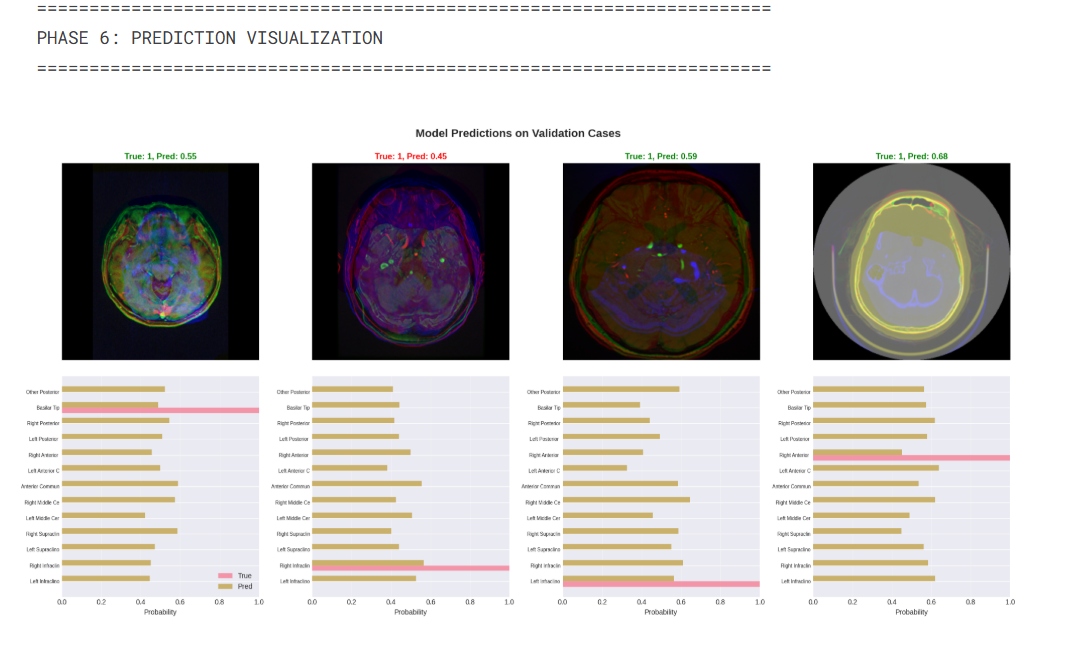 ======================================================================
PHASE 6: PREDICTION VISUALIZATION
======================================================================
Model Predictions on Validation Cases
True: 1, Pred: 0.55
True: 1, Pred: 0.45
True: 1, Pred: 0.59
True: 1, Pred: 0.68
Other Posterior
Basilar Tip
Right Posterior
Left Posterior
Right Anterior
Left Anterior C
Anterior Commun
Right Middle Ce
Left Middle Cer
Right Supraclin
Left Supraclino
Right Infraclin
Left Infraclino
True
Pred
0.0 0.2 0.4 0.6 0.8 1.0
Probability
Other Posterior
Basilar Tip
Right Posterior
Left Posterior
Right Anterior
Left Anterior C
Anterior Commun
Right Middle Ce
Left Middle Cer
Right Supraclin
Left Supraclino
Right Infraclin
Left Infraclino
0.0 0.2 0.4 0.6 0.8 1.0
Probability
Other Posterior
Basilar Tip
Right Posterior
Left Posterior
Right Anterior
Left Anterior C
Anterior Commun
Right Middle Ce
Left Middle Cer
Right Supraclin
Left Supraclino
Right Infraclin
Left Infraclino
0.0 0.2 0.4 0.6 0.8 1.0
Probability
Other Posterior
Basilar Tip
Right Posterior
Left Posterior
Right Anterior
Left Anterior C
Anterior Commun
Right Middle Ce
Left Middle Cer
Right Supraclin
Left Supraclino
Right Infraclin
Left Infraclino
0.0 0.2 0.4 0.6 0.8 1.0
Probability